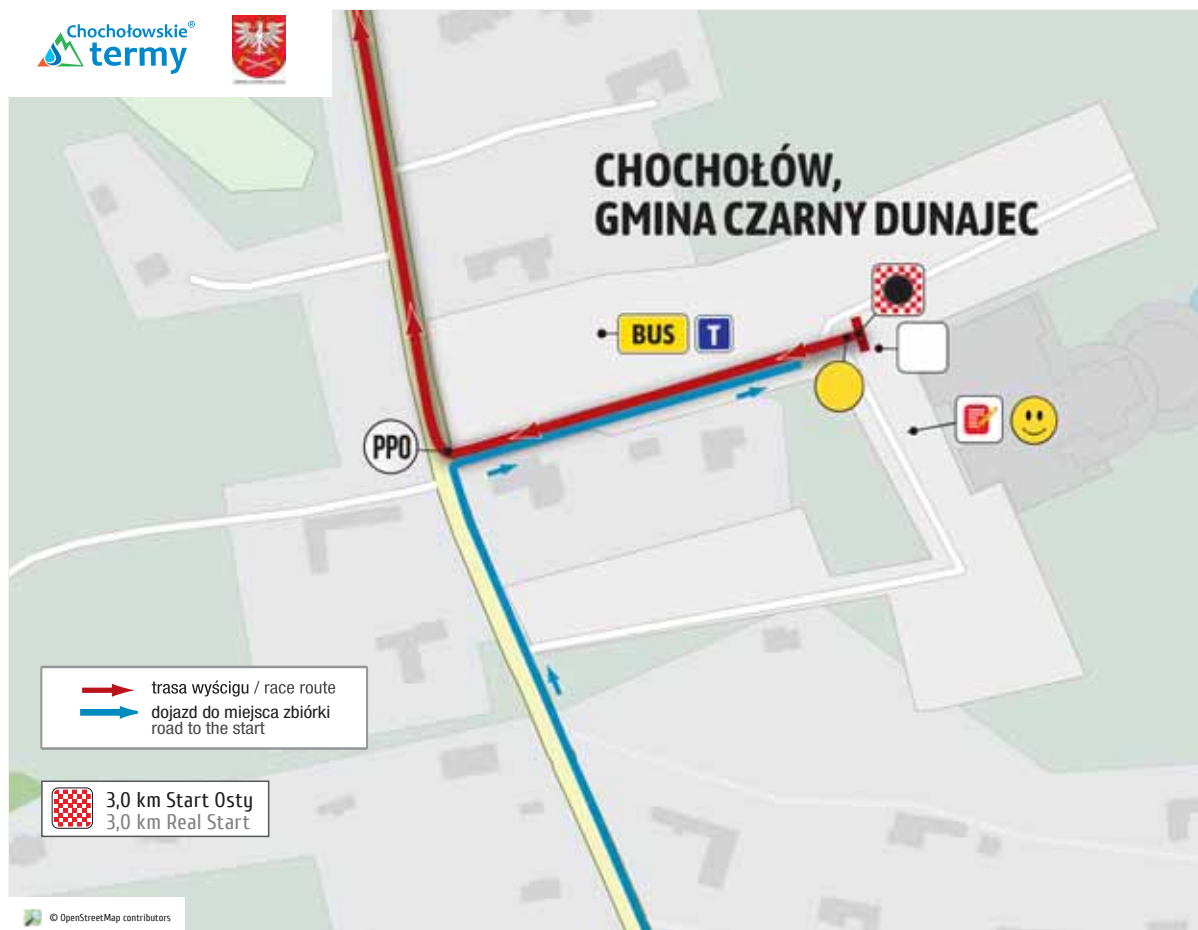 Chochołowskie®
termy
CHOCHOŁÓW,
GMINA CZARNY DUNAJEC
BUS T
PPO
trasa wyścigu / race route
dojazd do miejsca zbiórki
road to the start
3,0 km Start Osty
3,0 km Real Start
© OpenStreetMap contributors